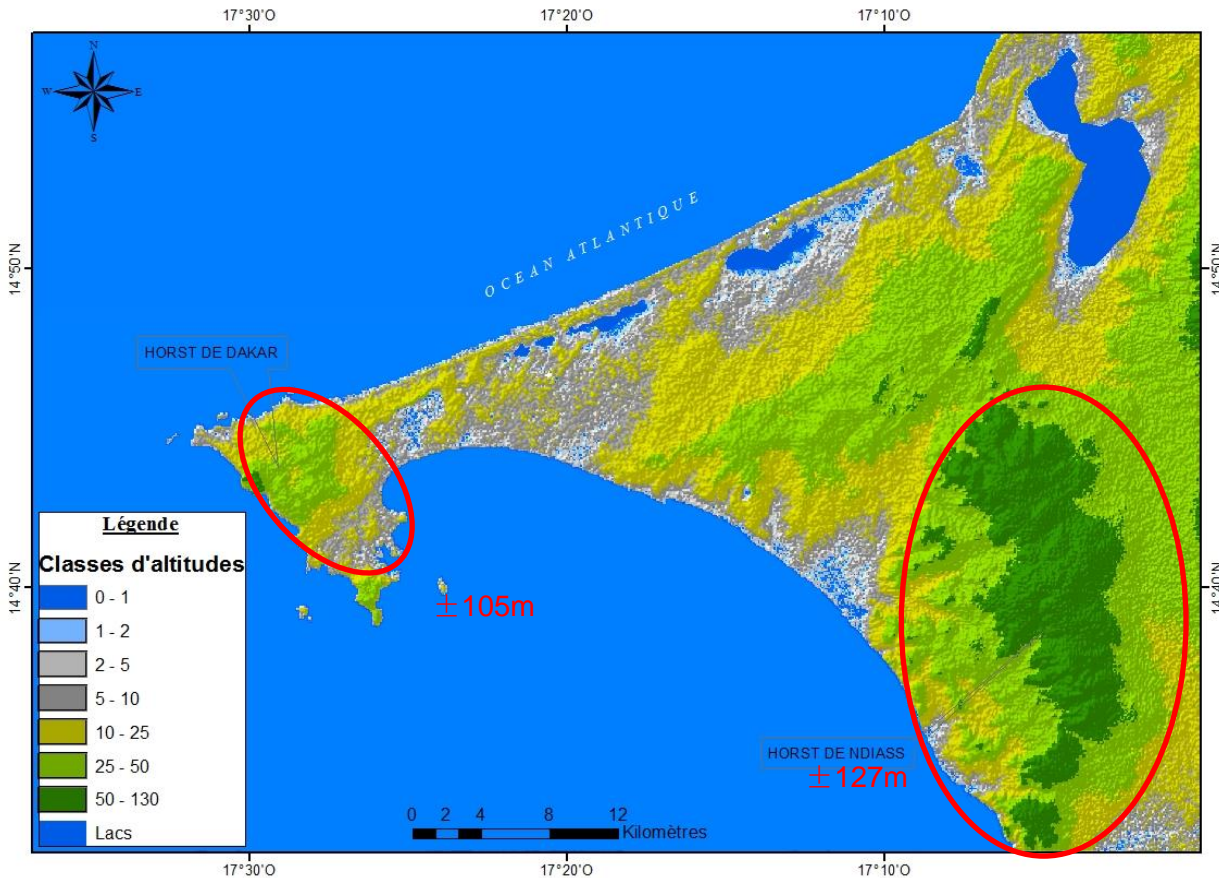 17°30'O 17°20'O 17°10'O
N
W E
S
OCEAN ATLANTIQUE
14°50'N 14°50'N
HORST DE DAKAR
14°40'N 14°40'N
±105m
HORST DE NDIASS
±127m
Légende
Classes d'altitudes
0 - 1
1 - 2
2 - 5
5 - 10
10 - 25
25 - 50
50 - 130
Lacs
0 2 4 8 12
Kilomètres
17°30'O 17°20'O 17°10'O